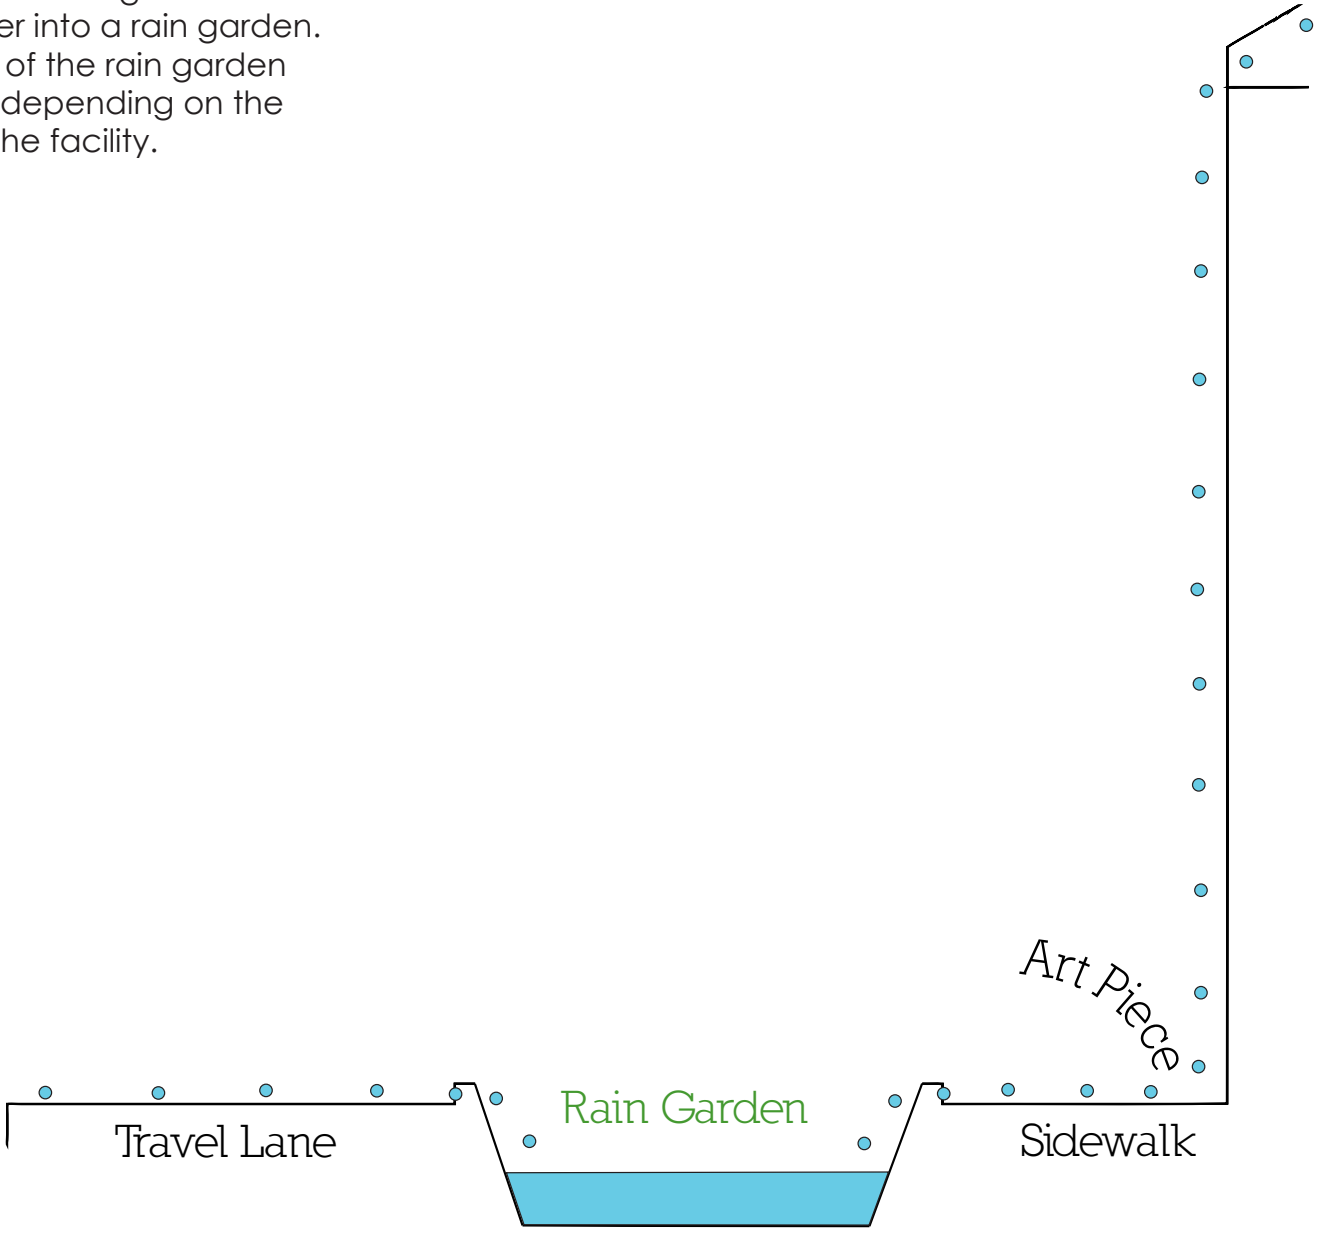 er into a rain garden.
of the rain garden
depending on the
he facility.
Art Piece
Rain Garden
Travel Lane
Sidewalk